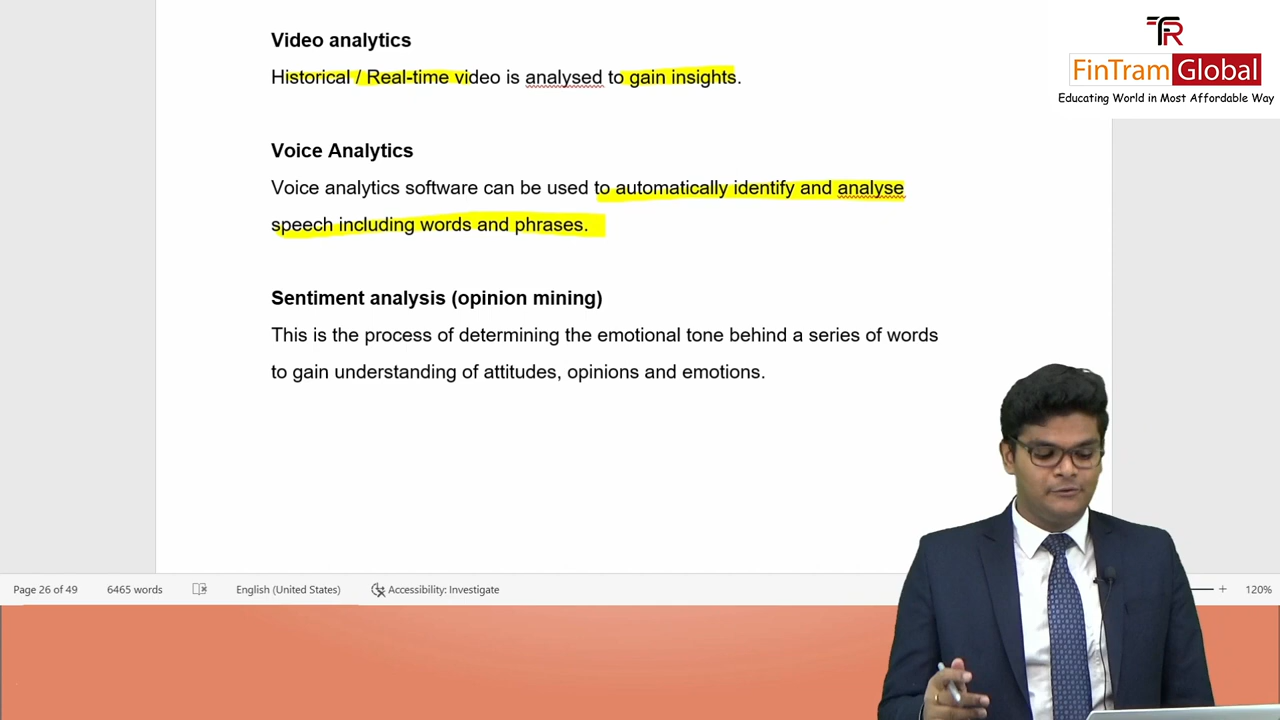 Video analytics
Historical / Real-time video is analysed to gain insights.
Voice Analytics
Voice analytics software can be used to automatically identify and analyse
speech including words and phrases.
Sentiment analysis (opinion mining)
This is the process of determining the emotional tone behind a series of words
to gain understanding of attitudes, opinions and emotions.
TR
FinTram Global
Educating World in Most Affordable Way
Page 26 of 49 6465 words English (United States) Accessibility: Investigate + 120%